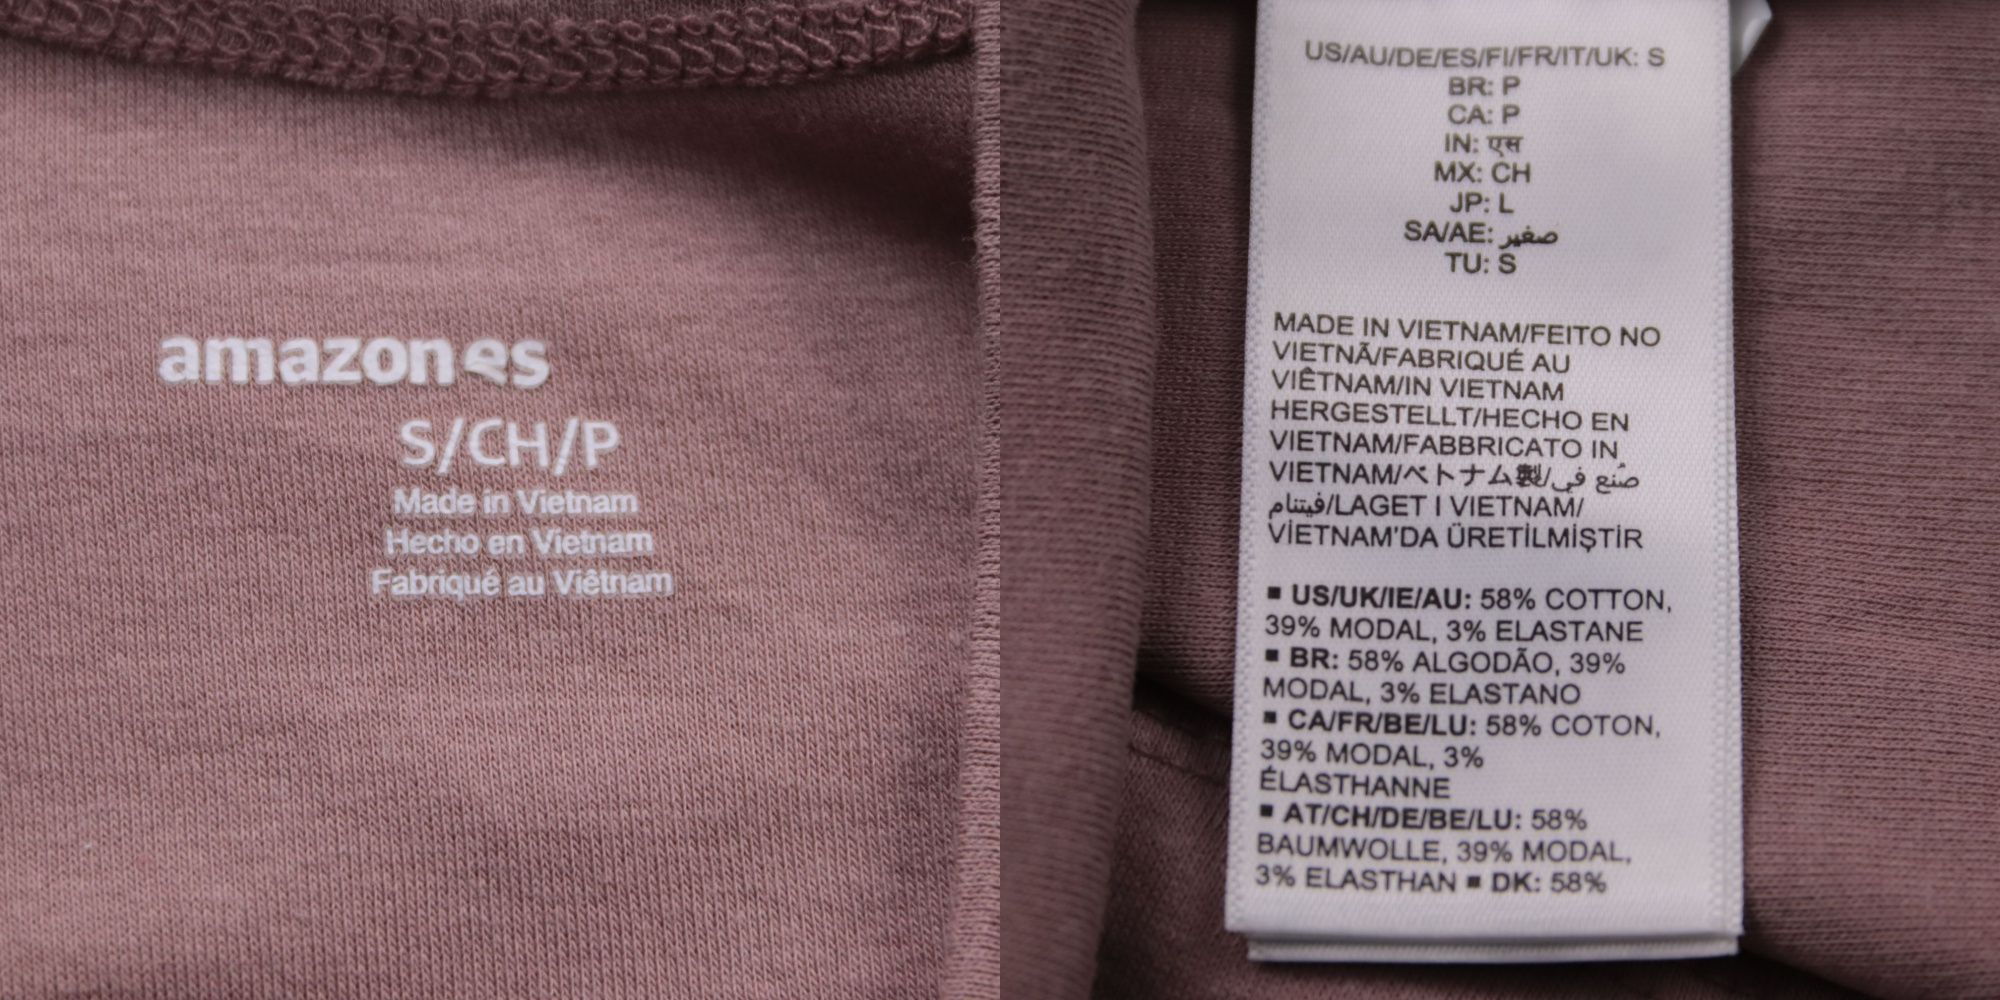 amazon es
S/CH/P
Made in Vietnam
Hecho en Vietnam
Fabriqué au Viêtnam
US/AU/DE/ES/FI/FR/IT/UK: S
BR: P
CA: P
IN: एस
MX: CH
JP: L
SA/AE: صغير
TU: S
MADE IN VIETNAM/FEITO NO
VIETNÃ/FABRIQUÉ AU
VIÊTNAM/IN VIETNAM
HERGESTELLT/HECHO EN
VIETNAM/FABBRICATO IN
VIETNAM/ベトナム製/صُنع في
فيتنام/LAGET I VIETNAM/
VİETNAM'DA ÜRETİLMİŞTİR
▪ US/UK/IE/AU: 58% COTTON,
39% MODAL, 3% ELASTANE
▪ BR: 58% ALGODÃO, 39%
MODAL, 3% ELASTANO
▪ CA/FR/BE/LU: 58% COTON,
39% MODAL, 3%
ÉLASTHANNE
▪ AT/CH/DE/BE/LU: 58%
BAUMWOLLE, 39% MODAL,
3% ELASTHAN ▪ DK: 58%